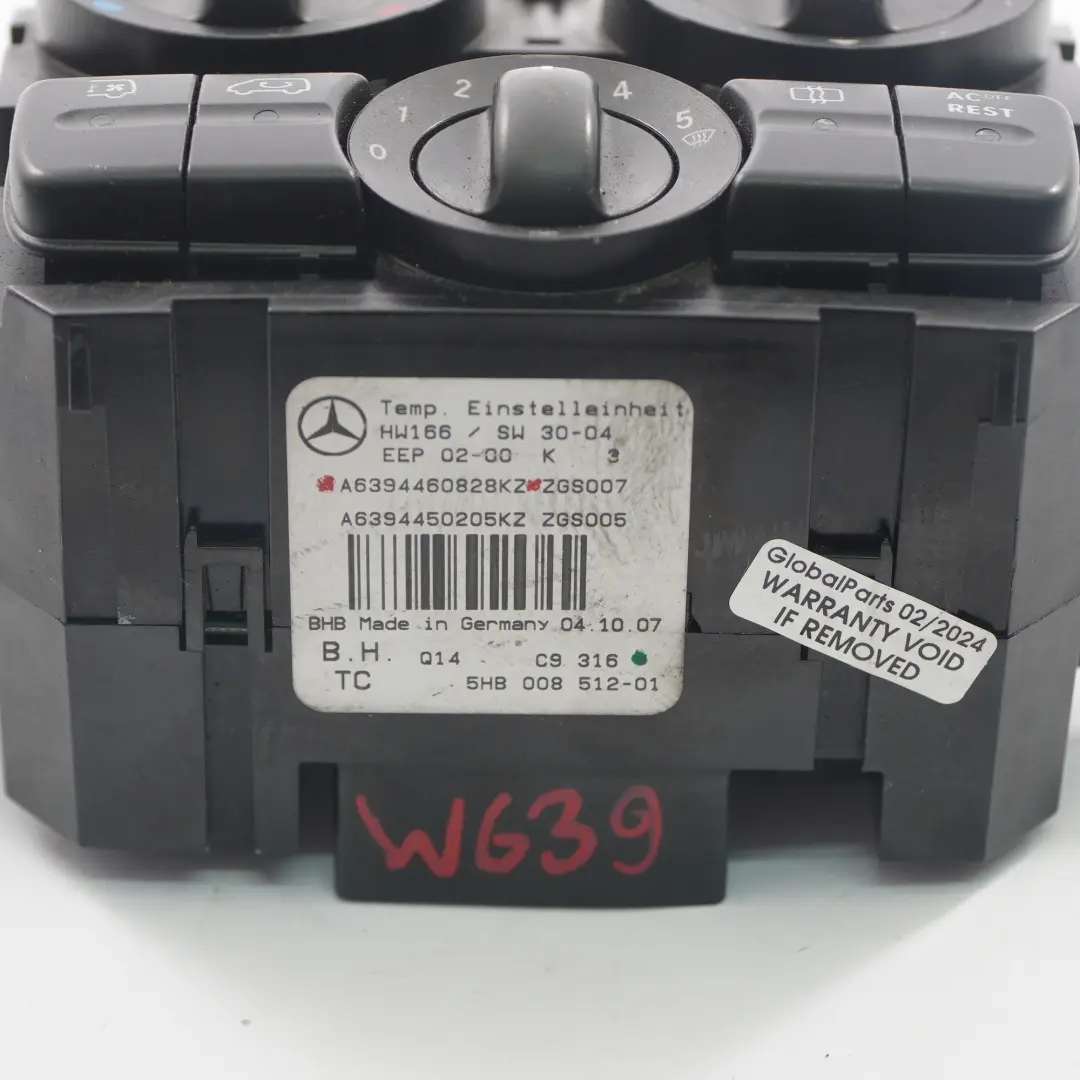 AC OFF
REST
0 1 2 4 5
Temp. Einstelleinheit
HW166 / SW 30-04
EEP 02-00 K 3
A6394460828KZ ZGS007
A6394450205KZ ZGS005
BHB Made in Germany 04.10.07
B.H. Q14 C9 316
TC 5HB 008 512-01
GlobalParts 02/2024
WARRANTY VOID
IF REMOVED
W639